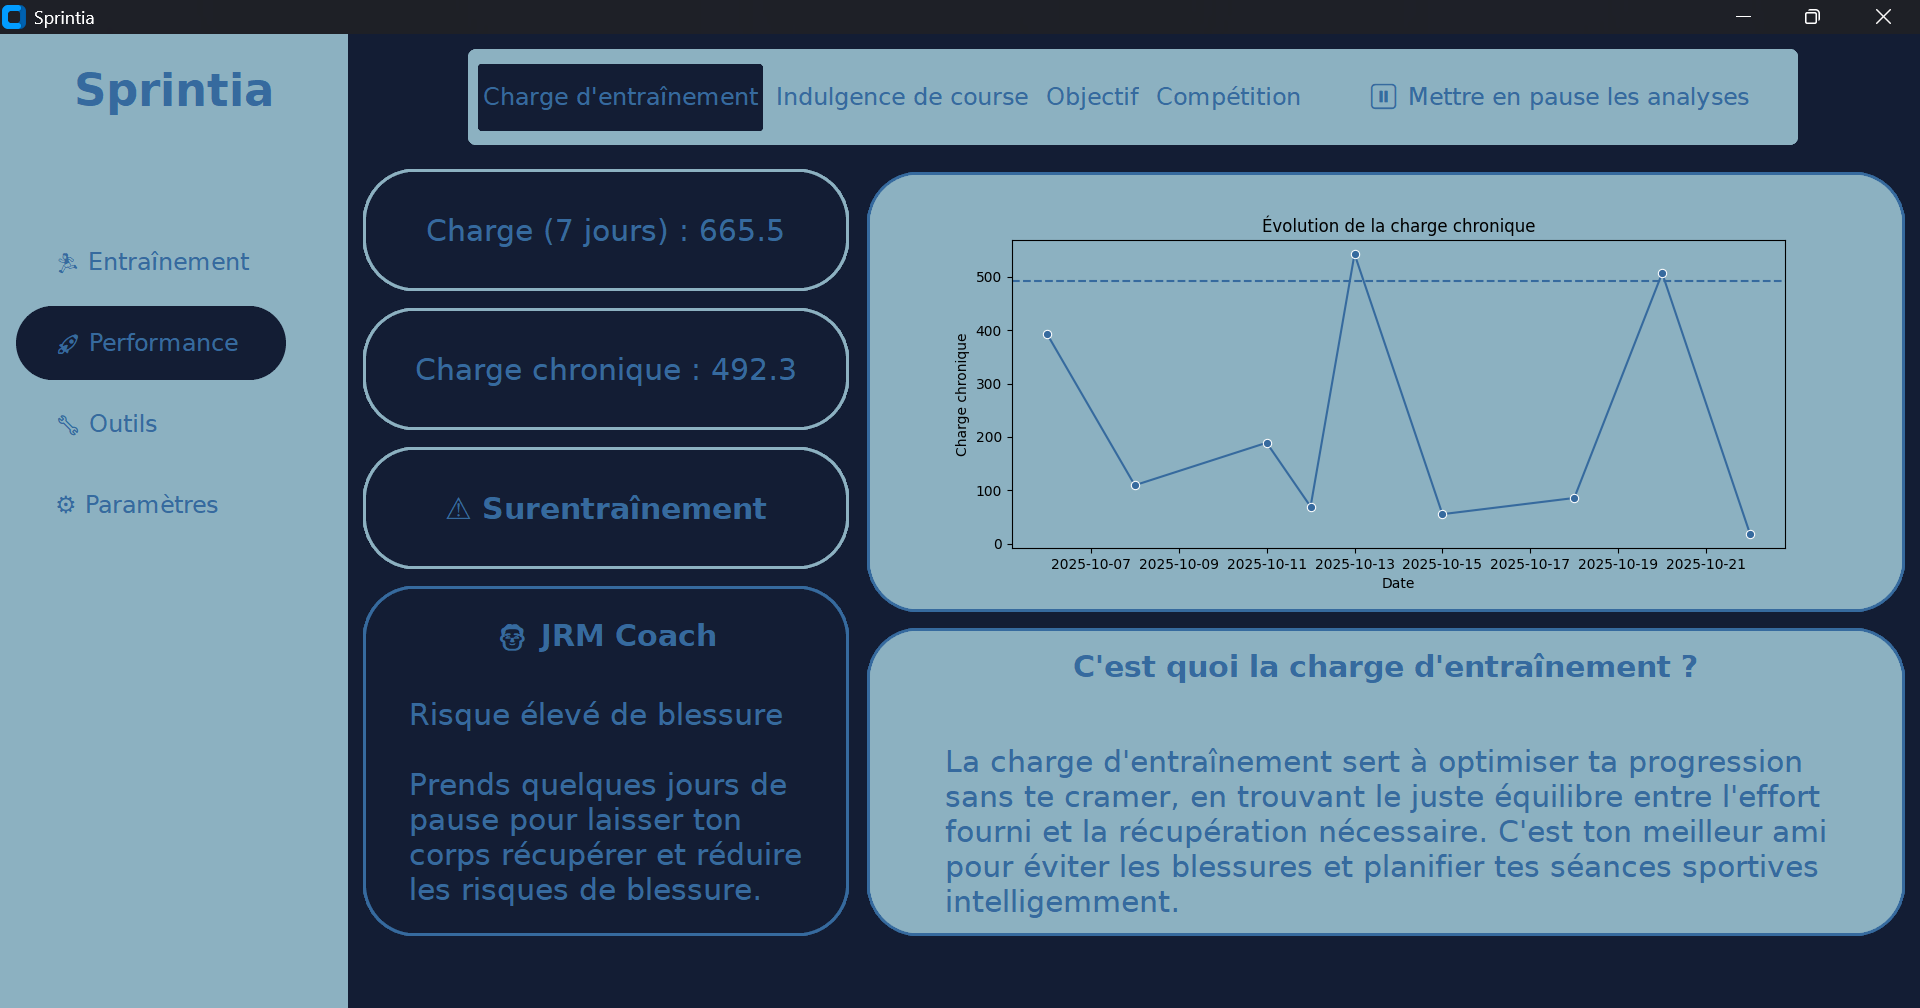 Sprintia
Sprintia
Entraînement
Performance
Outils
Paramètres
Charge d'entraînement
Indulgence de course
Objectif
Compétition
Mettre en pause les analyses
Charge (7 jours) : 665.5
Charge chronique : 492.3
⚠ Surentraînement
JRM Coach
Risque élevé de blessure
Prends quelques jours de
pause pour laisser ton
corps récupérer et réduire
les risques de blessure.
Évolution de la charge chronique
Charge chronique
500
400
300
200
100
0
2025-10-07 2025-10-09 2025-10-11 2025-10-13 2025-10-15 2025-10-17 2025-10-19 2025-10-21
Date
C'est quoi la charge d'entraînement ?
La charge d'entraînement sert à optimiser ta progression
sans te cramer, en trouvant le juste équilibre entre l'effort
fourni et la récupération nécessaire. C'est ton meilleur ami
pour éviter les blessures et planifier tes séances sportives
intelligemment.